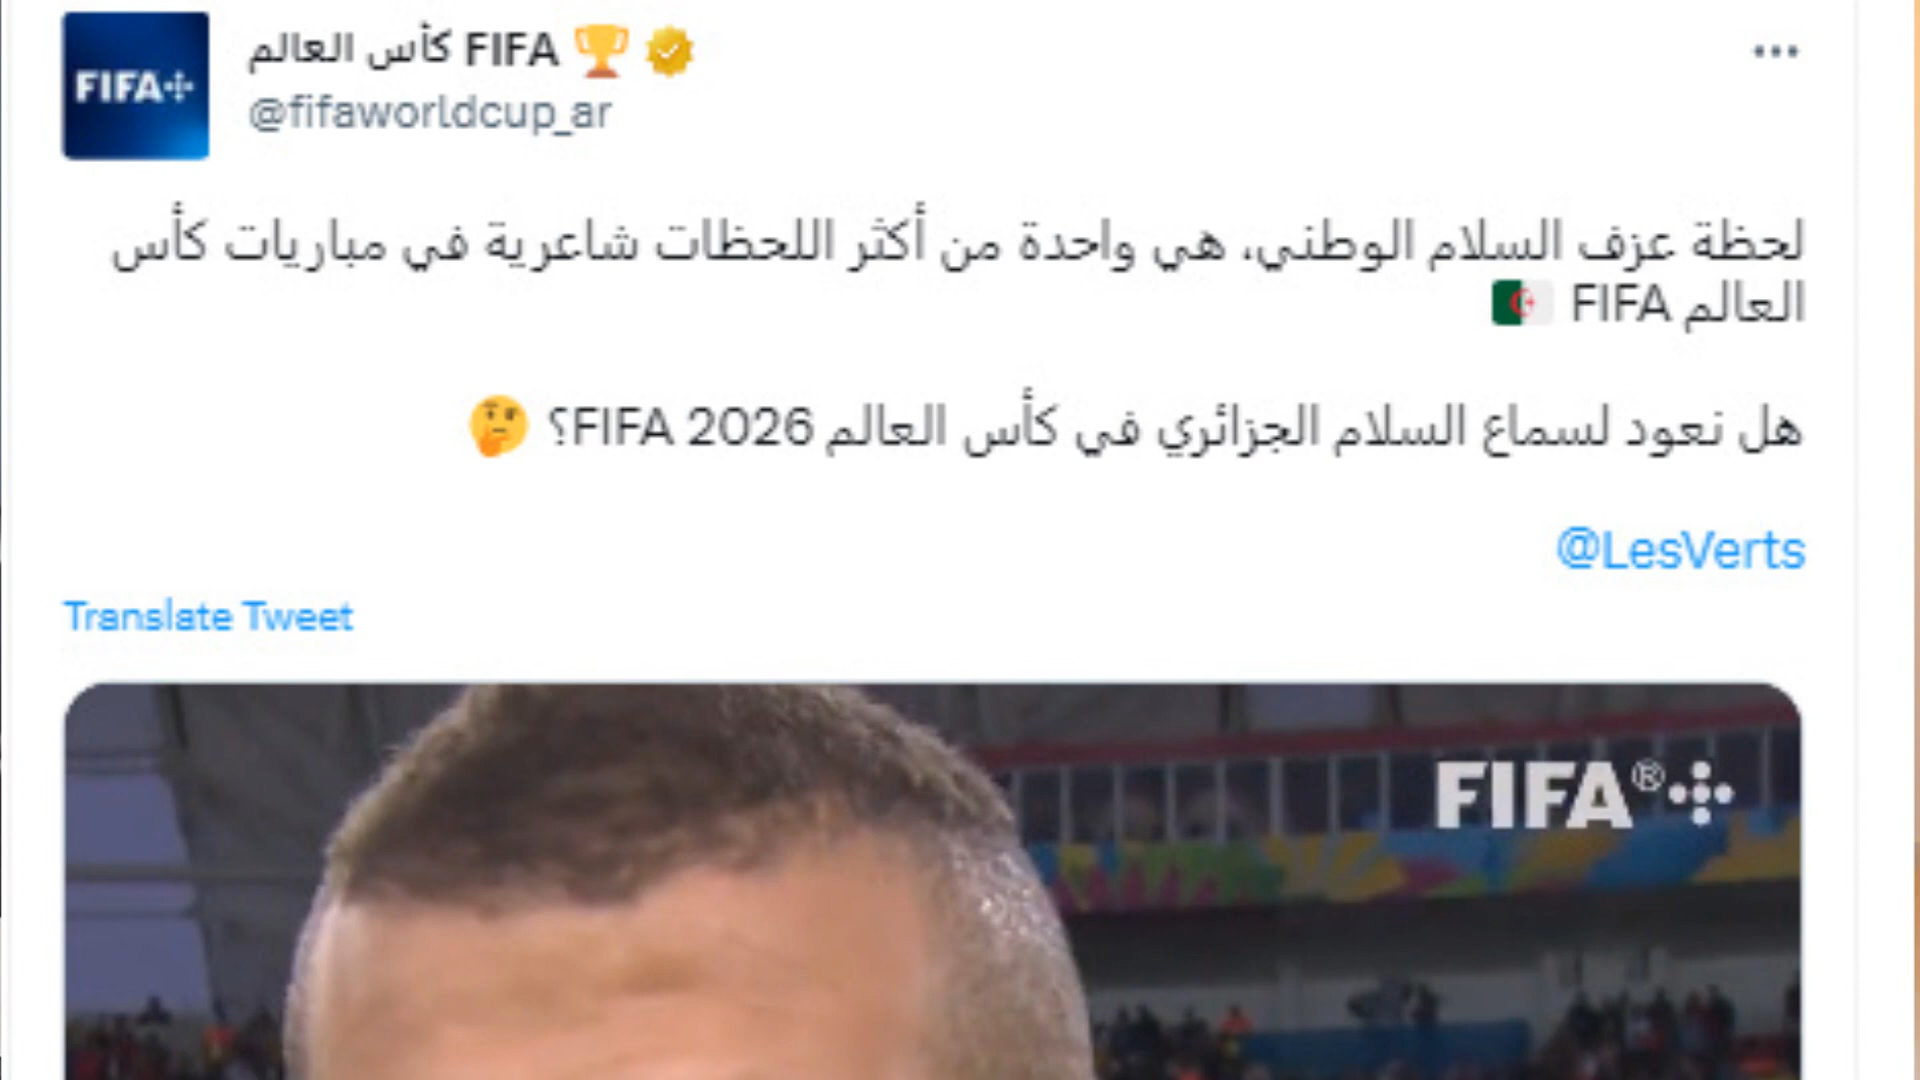 FIFA+
كأس العالم FIFA 🏆
@fifaworldcup_ar
لحظة عزف السلام الوطني، هي واحدة من أكثر اللحظات شاعرية في مباريات كأس
العالم FIFA 🇩🇿
هل نعود لسماع السلام الجزائري في كأس العالم 2026 FIFA؟ 🤔
@LesVerts
Translate Tweet
FIFA®